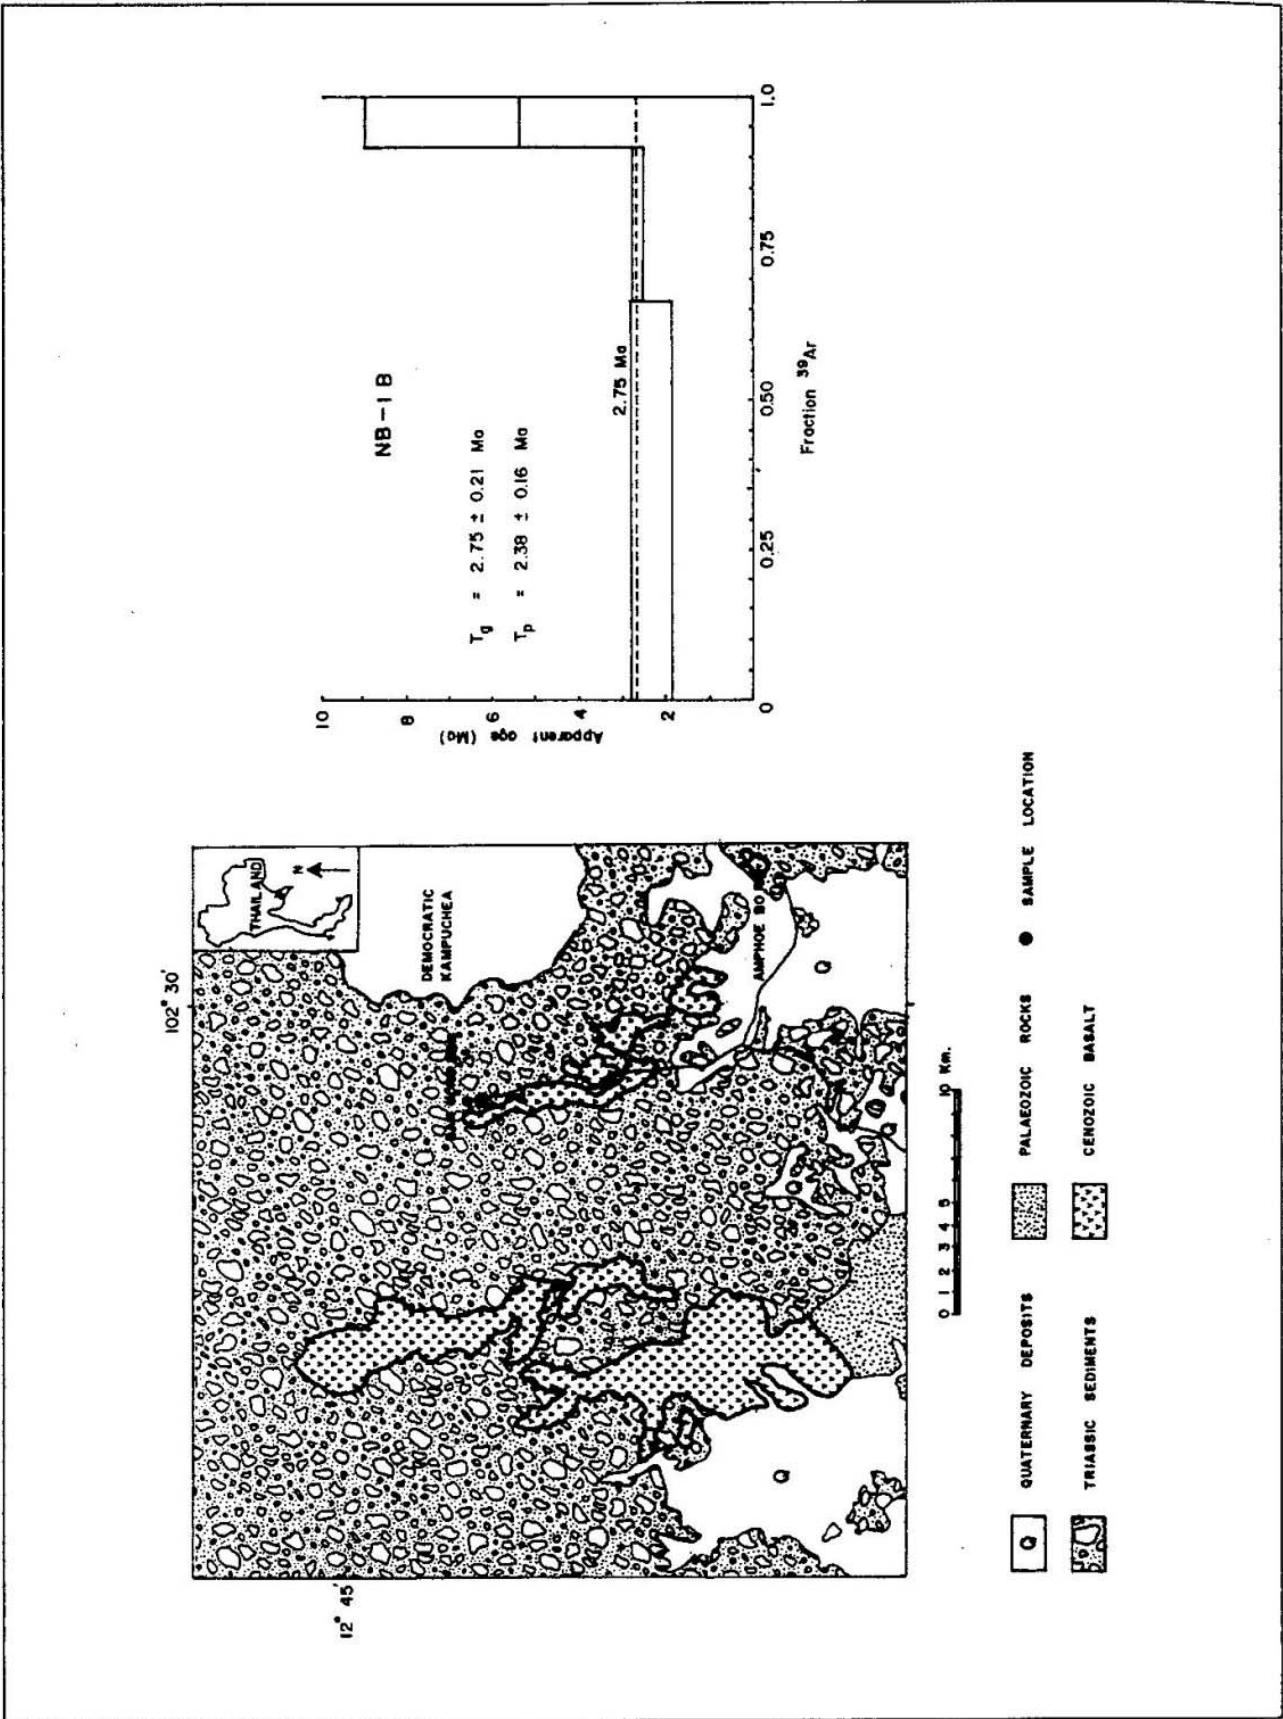 102° 30'
12° 45'
THAILAND
N
DEMOCRATIC
KAMPUCHEA
AMPHOE BO
Q
Q
Q
Q
0 1 2 3 4 5 10 Km.
Q QUATERNARY DEPOSITS
PALAEOZOIC ROCKS
SAMPLE LOCATION
TRIASSIC SEDIMENTS
CENOZOIC BASALT
NB-1 B
Tg = 2.75 ± 0.21 Ma
Tp = 2.38 ± 0.16 Ma
2.75 Ma
Apparent age (Ma)
10
8
6
4
2
0 0.25 0.50 0.75 1.0
Fraction 39Ar